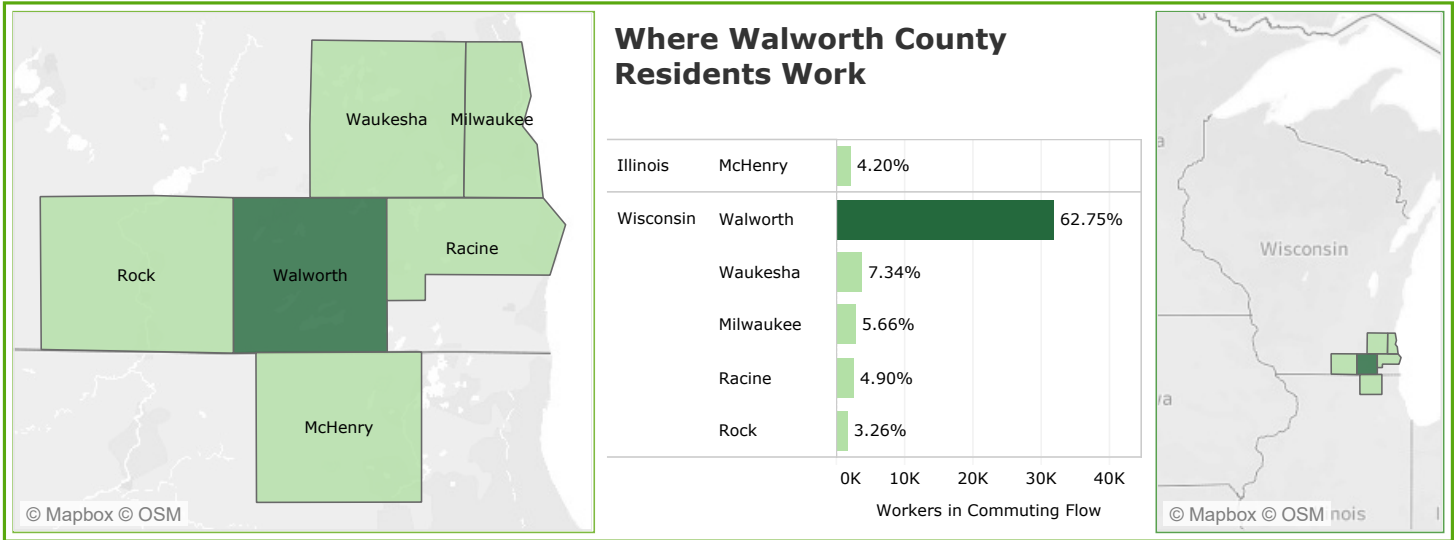 Waukesha
Milwaukee
Racine
Rock
Walworth
McHenry
© Mapbox © OSM
Where Walworth County
Residents Work
Illinois McHenry 4.20%
Wisconsin Walworth 62.75%
Waukesha 7.34%
Milwaukee 5.66%
Racine 4.90%
Rock 3.26%
0K 10K 20K 30K 40K
Workers in Commuting Flow
a
Wisconsin
va
© Mapbox © OSM nois